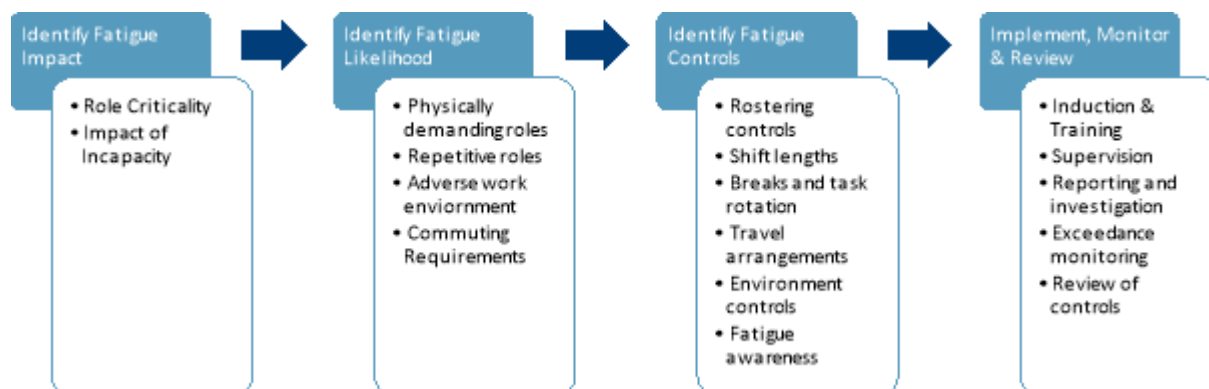 Identify Fatigue
Impact
• Role Criticality
• Impact of
Incapacity
Identify Fatigue
Likelihood
• Physically
demanding roles
• Repetitive roles
• Adverse work
enviornment
• Commuting
Requirements
Identify Fatigue
Controls
• Rostering
controls
• Shift lengths
• Breaks and task
rotation
• Travel
arrangements
• Environment
controls
• Fatigue
awareness
Implement, Monitor
& Review
• Induction &
Training
• Supervision
• Reporting and
investigation
• Exceedance
monitoring
• Review of
controls